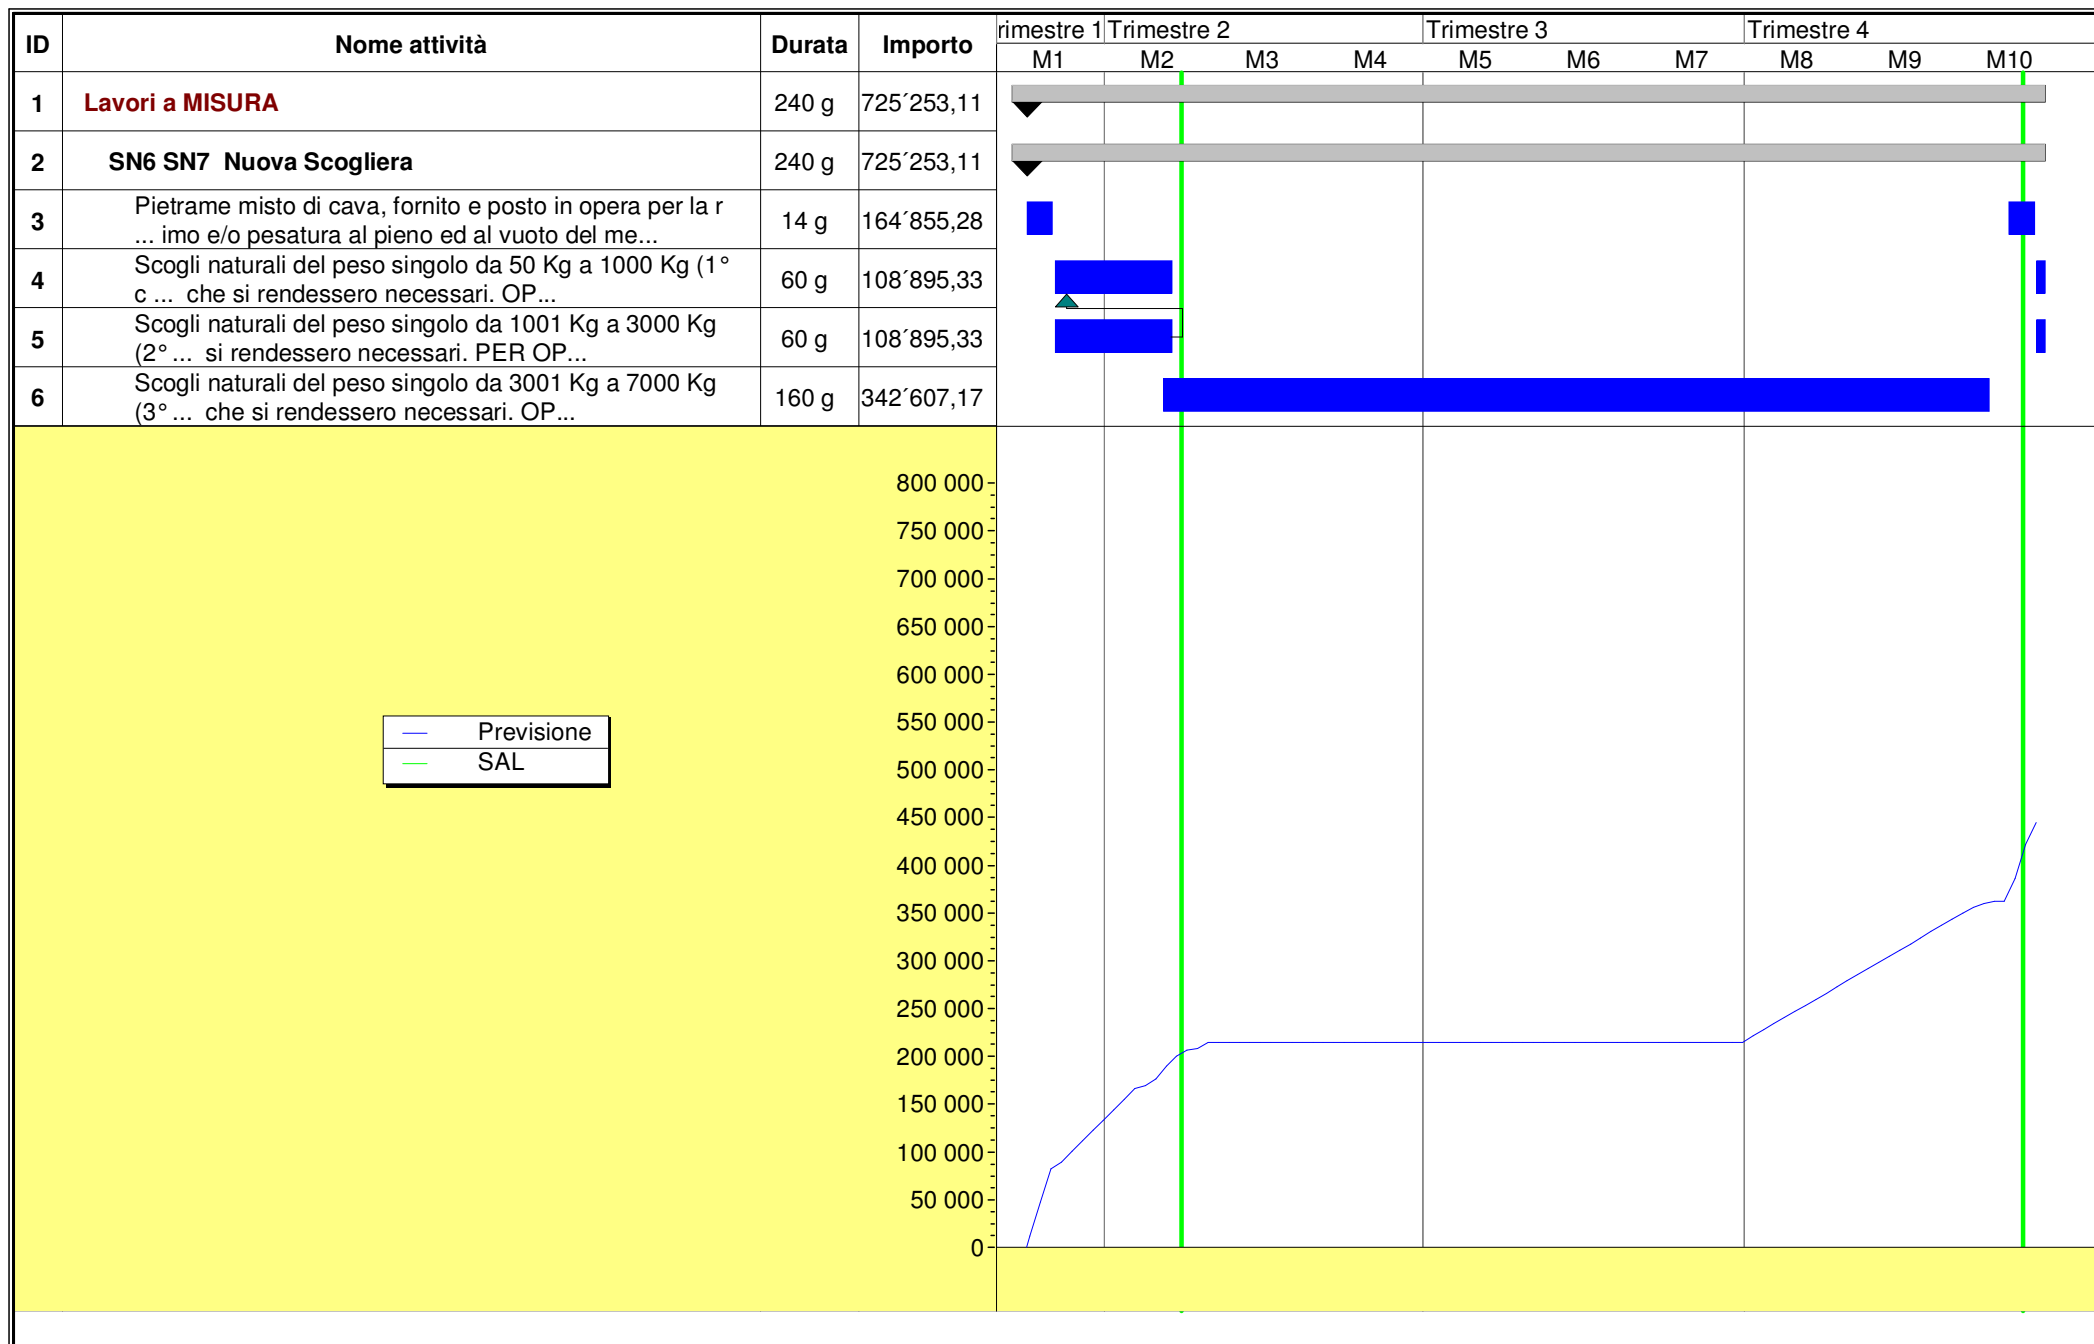 ID Nome attività Durata Importo rimestre 1 Trimestre 2 Trimestre 3 Trimestre 4
M1 M2 M3 M4 M5 M6 M7 M8 M9 M10
1 Lavori a MISURA 240 g 725´253,11
2 SN6 SN7 Nuova Scogliera 240 g 725´253,11
3 Pietrame misto di cava, fornito e posto in opera per la r
... imo e/o pesatura al pieno ed al vuoto del me... 14 g 164´855,28
4 Scogli naturali del peso singolo da 50 Kg a 1000 Kg (1°
c ... che si rendessero necessari. OP... 60 g 108´895,33
5 Scogli naturali del peso singolo da 1001 Kg a 3000 Kg
(2° ... si rendessero necessari. PER OP... 60 g 108´895,33
6 Scogli naturali del peso singolo da 3001 Kg a 7000 Kg
(3° ... che si rendessero necessari. OP... 160 g 342´607,17
800 000
750 000
700 000
650 000
600 000
550 000
500 000
450 000
400 000
350 000
300 000
250 000
200 000
150 000
100 000
50 000
0
Previsione
SAL